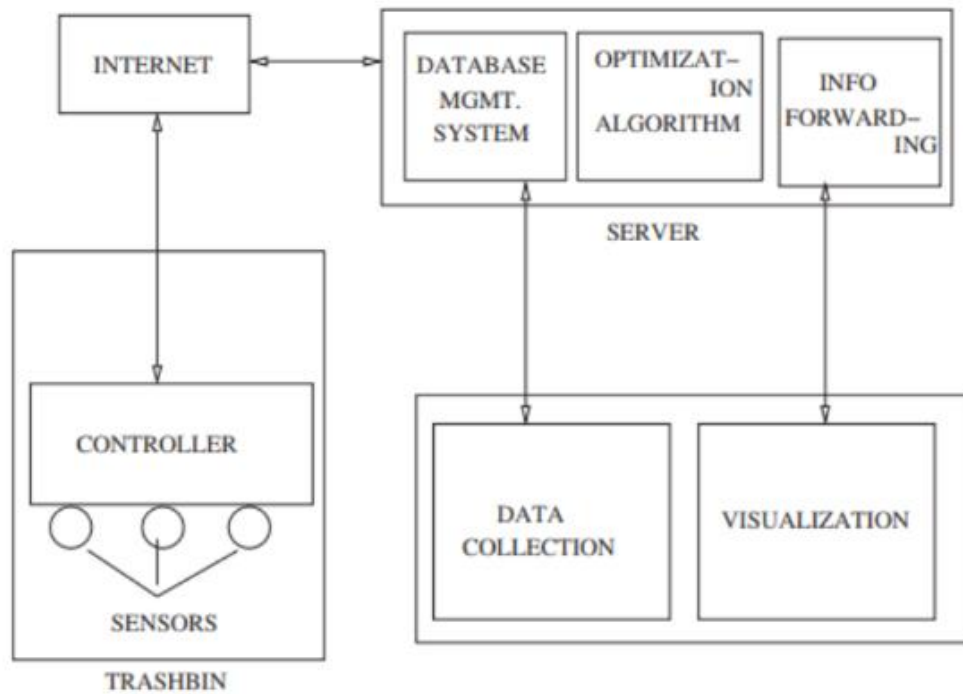 INTERNET
DATABASE
MGMT.
SYSTEM
OPTIMIZAT–
ION
ALGORITHM
INFO
FORWARD–
ING
SERVER
CONTROLLER
SENSORS
TRASHBIN
DATA
COLLECTION
VISUALIZATION